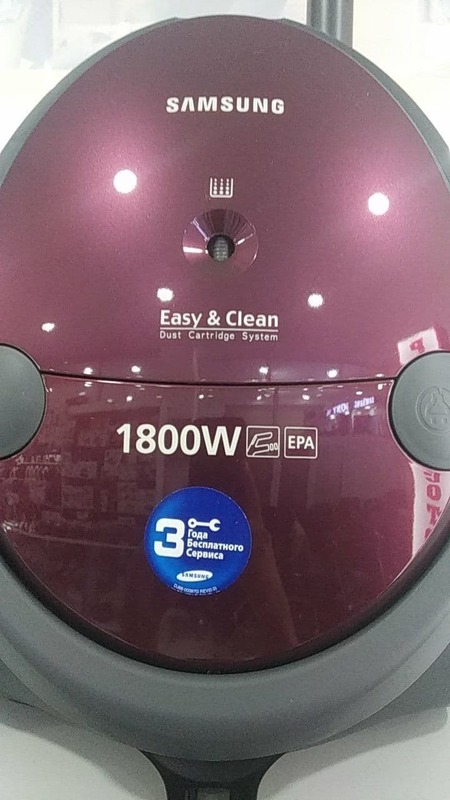 SAMSUNG
Easy & Clean
Dust Cartridge System
1800W
EPA
3 Года
Бесплатного
Сервиса
SAMSUNG